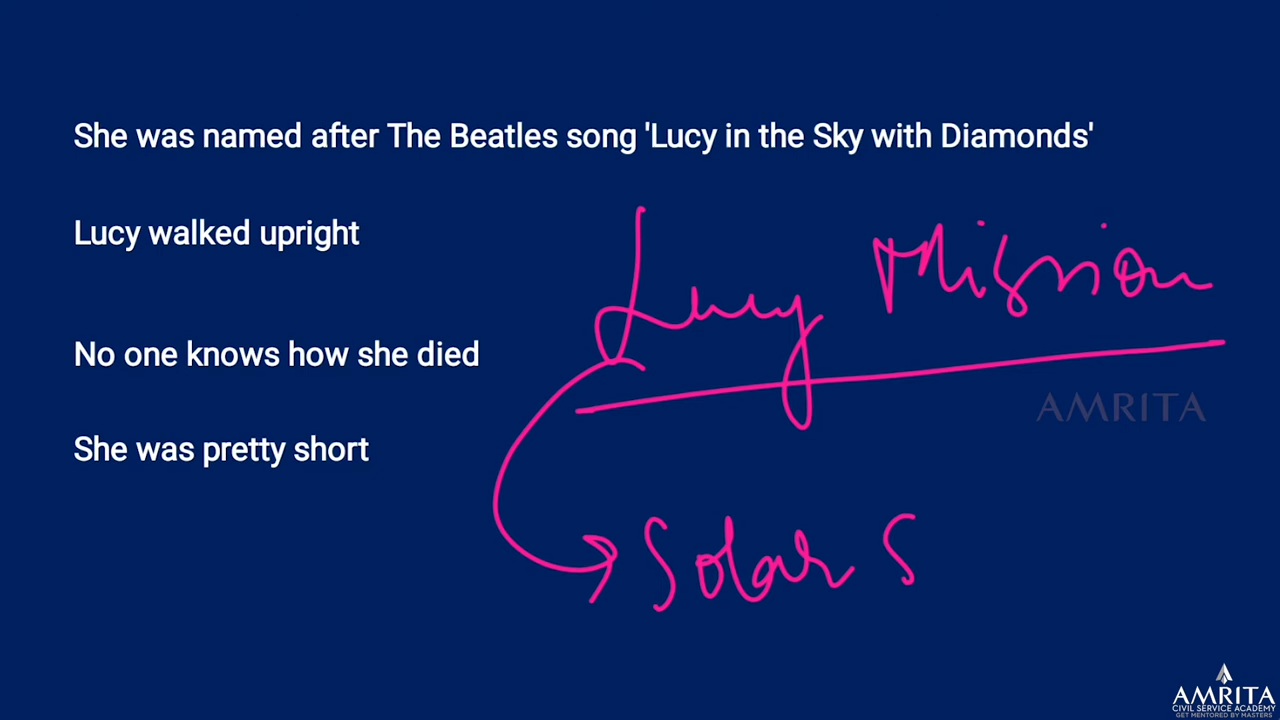 She was named after The Beatles song 'Lucy in the Sky with Diamonds'
Lucy walked upright
Lucy Mission
No one knows how she died
AMRITA
She was pretty short
Solar S
AMRITA
CIVIL SERVICE ACADEMY
GET MENTORED BY MASTERS